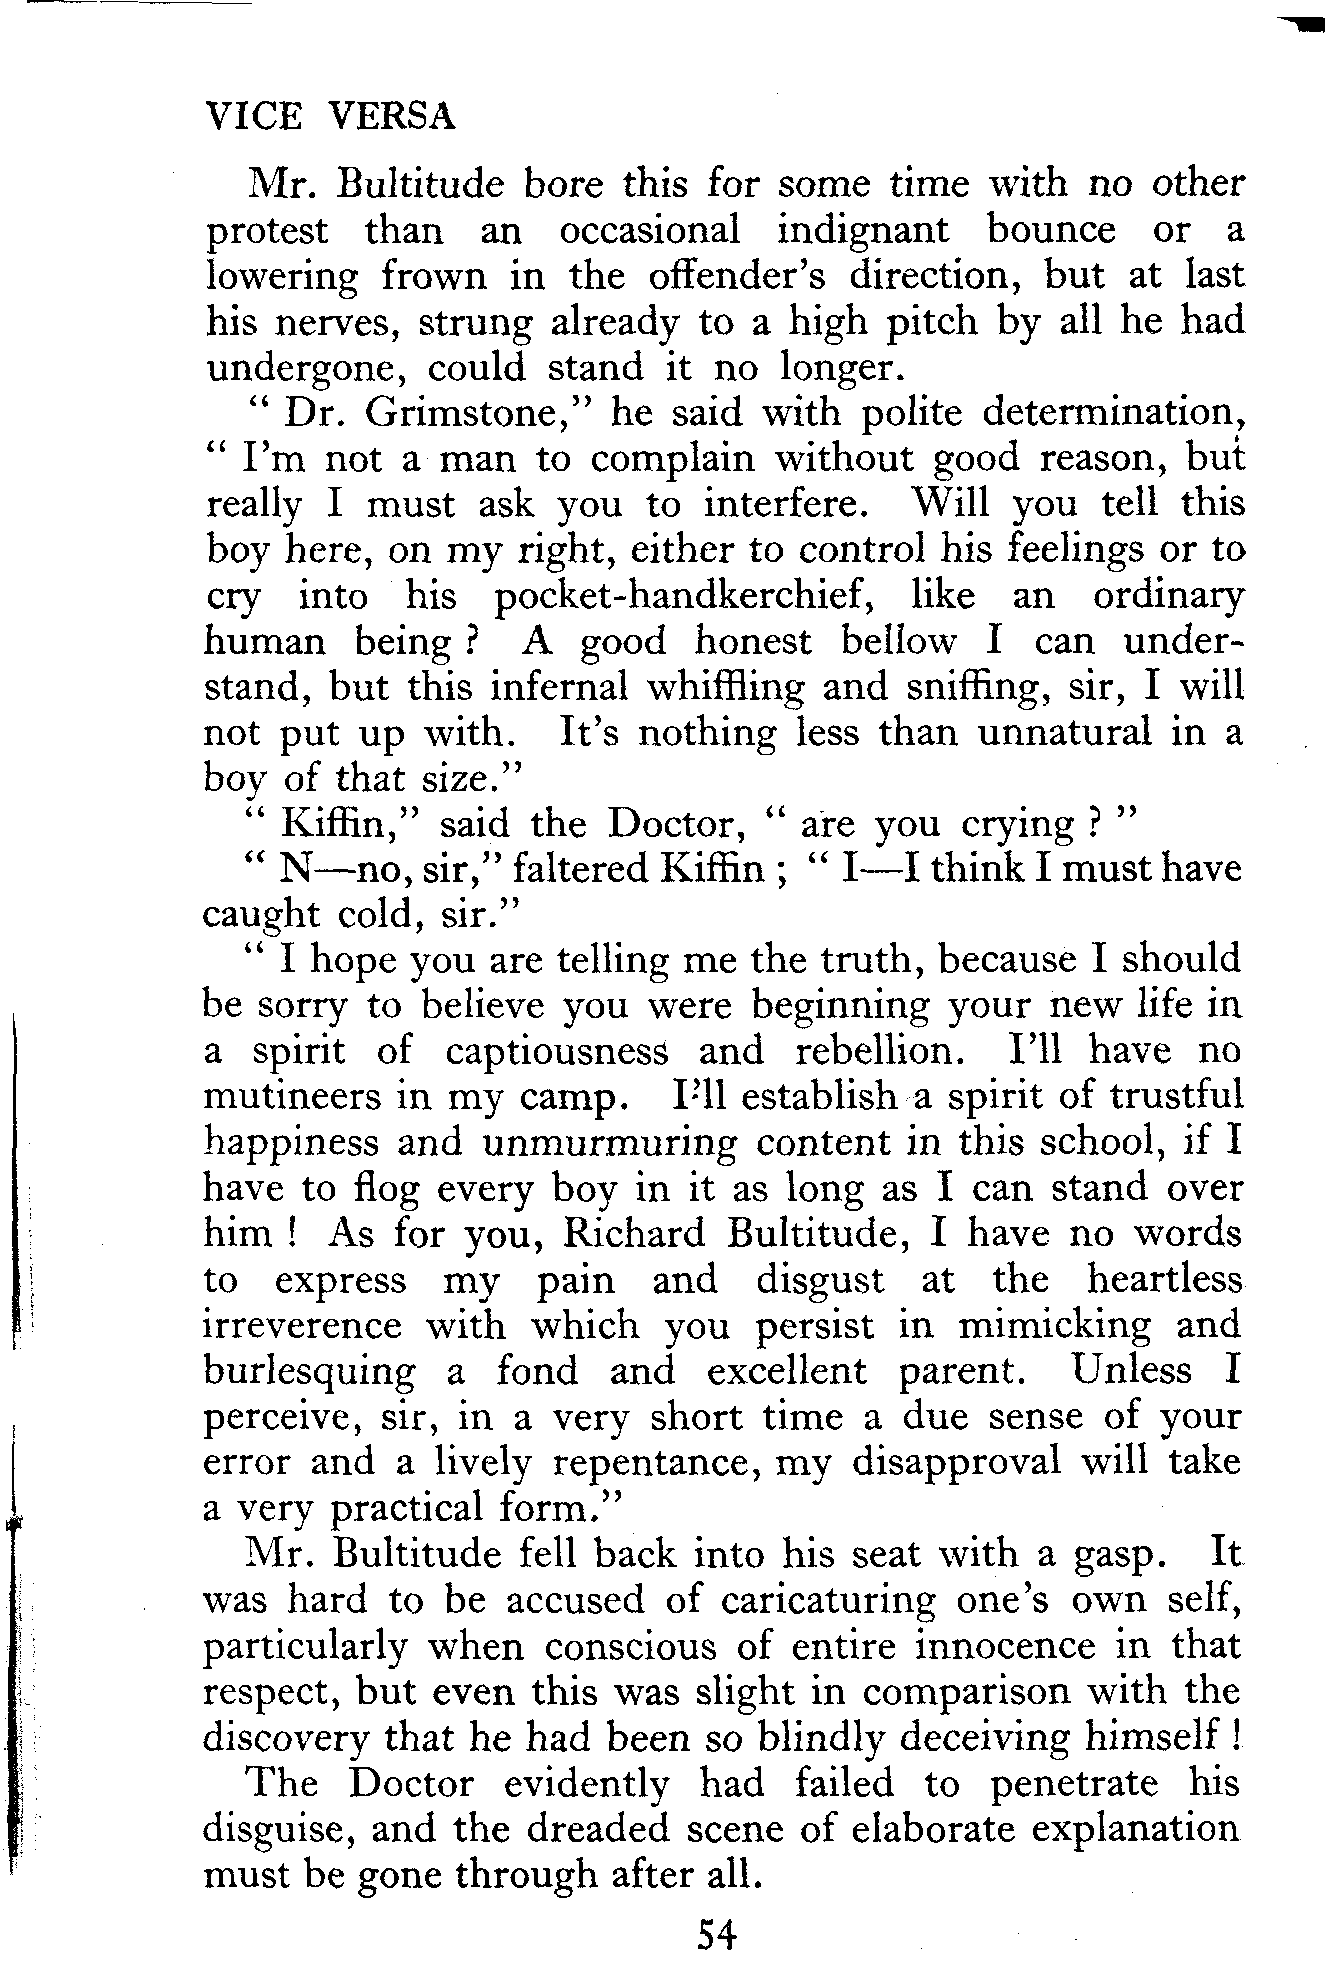 VICE VERSA
Mr. Bultitude bore this for some time with no other
protest than an occasional indignant bounce or a
lowering frown in the offender's direction, but at last
his nerves, strung already to a high pitch by all he had
undergone, could stand it no longer.
“ Dr. Grimstone,” he said with polite determination,
“ I'm not a man to complain without good reason, but
really I must ask you to interfere. Will you tell this
boy here, on my right, either to control his feelings or to
cry into his pocket-handkerchief, like an ordinary
human being ? A good honest bellow I can under-
stand, but this infernal whiffling and sniffing, sir, I will
not put up with. It's nothing less than unnatural in a
boy of that size.”
“ Kiffin,” said the Doctor, “ are you crying ? ”
“ N—no, sir,” faltered Kiffin ; “ I—I think I must have
caught cold, sir.”
“ I hope you are telling me the truth, because I should
be sorry to believe you were beginning your new life in
a spirit of captiousness and rebellion. I'll have no
mutineers in my camp. I'll establish a spirit of trustful
happiness and unmurmuring content in this school, if I
have to flog every boy in it as long as I can stand over
him ! As for you, Richard Bultitude, I have no words
to express my pain and disgust at the heartless
irreverence with which you persist in mimicking and
burlesquing a fond and excellent parent. Unless I
perceive, sir, in a very short time a due sense of your
error and a lively repentance, my disapproval will take
a very practical form.”
Mr. Bultitude fell back into his seat with a gasp. It
was hard to be accused of caricaturing one's own self,
particularly when conscious of entire innocence in that
respect, but even this was slight in comparison with the
discovery that he had been so blindly deceiving himself !
The Doctor evidently had failed to penetrate his
disguise, and the dreaded scene of elaborate explanation
must be gone through after all.
54